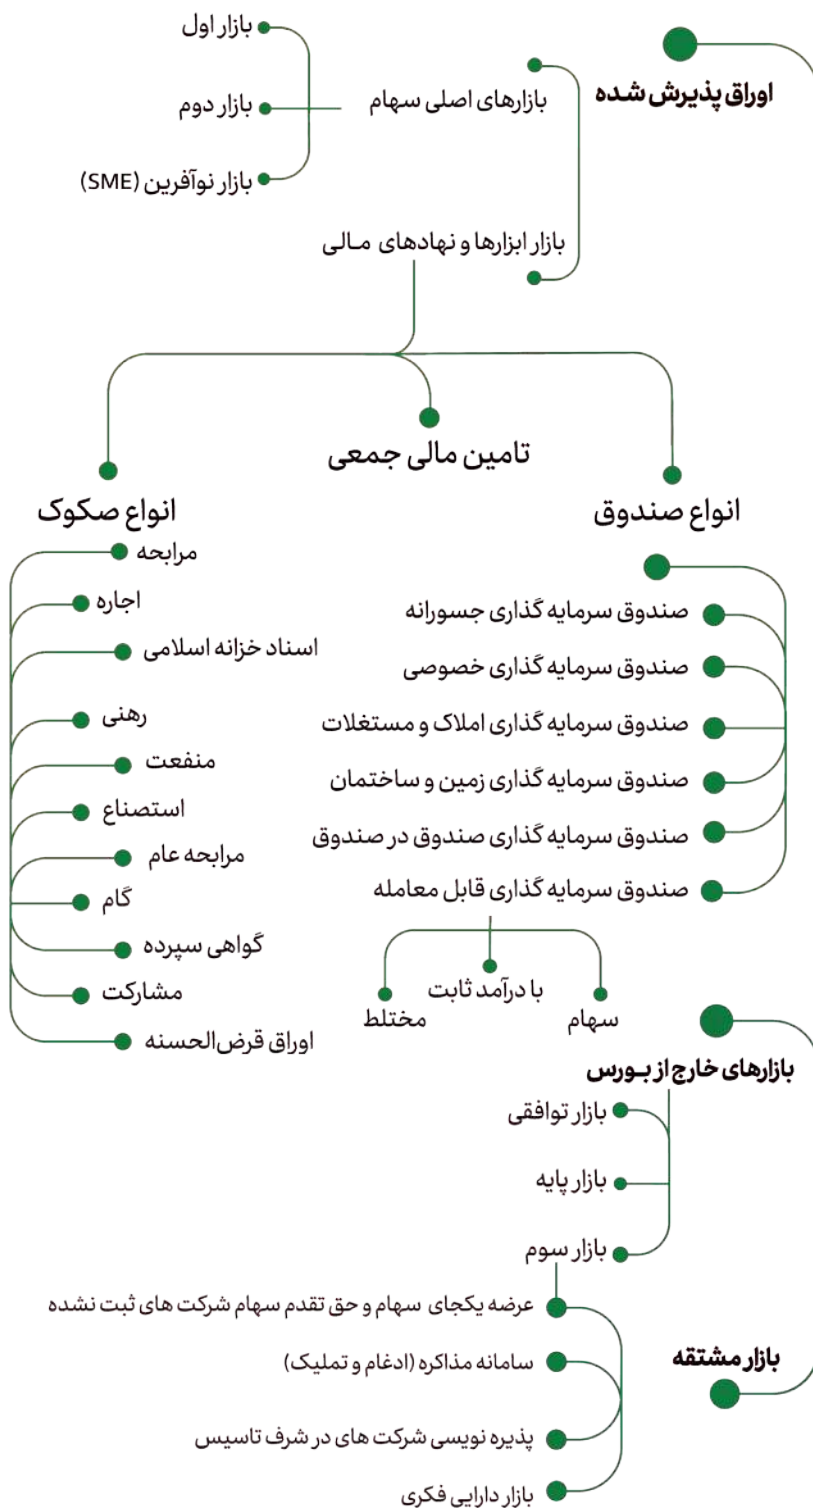 اوراق پذیرش شده
بازارهای اصلی سهام
بازار اول
بازار دوم
بازار نوآفرین (SME)
بازار ابزارها و نهادهای مـالی
تامین مالی جمعی
انواع صندوق
صندوق سرمایه گذاری جسورانه
صندوق سرمایه گذاری خصوصی
صندوق سرمایه گذاری املاک و مستغلات
صندوق سرمایه گذاری زمین و ساختمان
صندوق سرمایه گذاری صندوق در صندوق
صندوق سرمایه گذاری قابل معامله
سهام
با درآمد ثابت
مختلط
انواع صکوک
مرابحه
اجاره
اسناد خزانه اسلامی
رهنی
منفعت
استصناع
مرابحه عام
گام
گواهی سپرده
مشارکت
اوراق قرض‌الحسنه
بازارهای خارج از بـورس
بازار توافقی
بازار پایه
بازار سوم
عرضه یکجای سهام و حق تقدم سهام شرکت های ثبت نشده
سامانه مذاکره (ادغام و تملیک)
پذیره نویسی شرکت های در شرف تاسیس
بازار دارایی فکری
بازار مشتقه